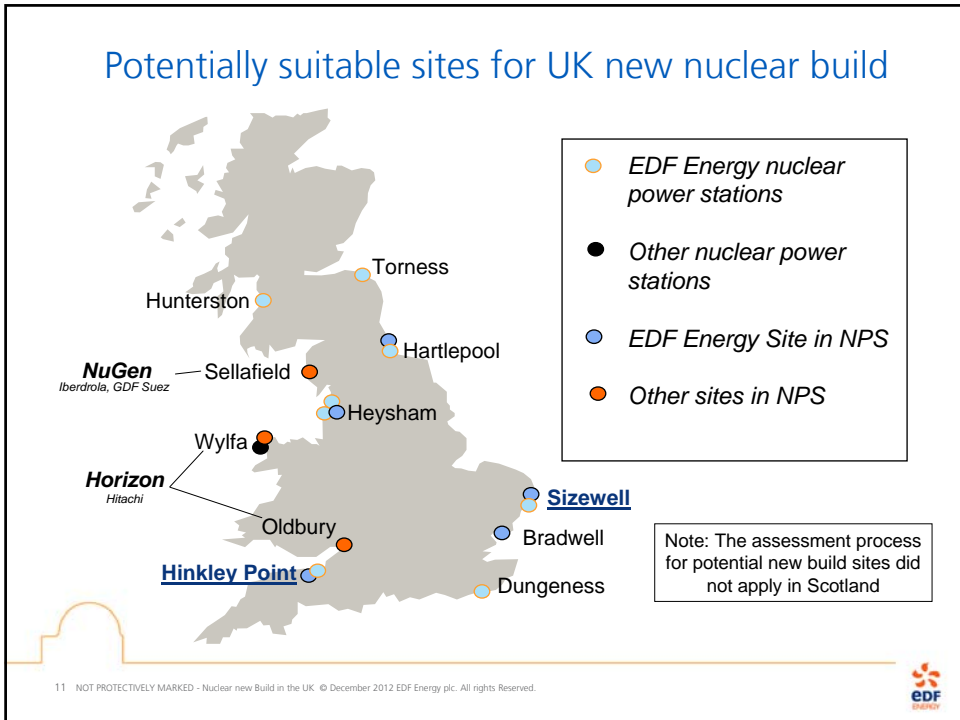 Potentially suitable sites for UK new nuclear build
EDF Energy nuclear
power stations
Other nuclear power
stations
EDF Energy Site in NPS
Other sites in NPS
Torness
Hunterston
Hartlepool
NuGen
Iberdrola, GDF Suez
Sellafield
Heysham
Wylfa
Horizon
Hitachi
Sizewell
Oldbury
Bradwell
Hinkley Point
Dungeness
Note: The assessment process
for potential new build sites did
not apply in Scotland
11 NOT PROTECTIVELY MARKED - Nuclear new Build in the UK © December 2012 EDF Energy plc. All rights Reserved.
eDF
ENERGY